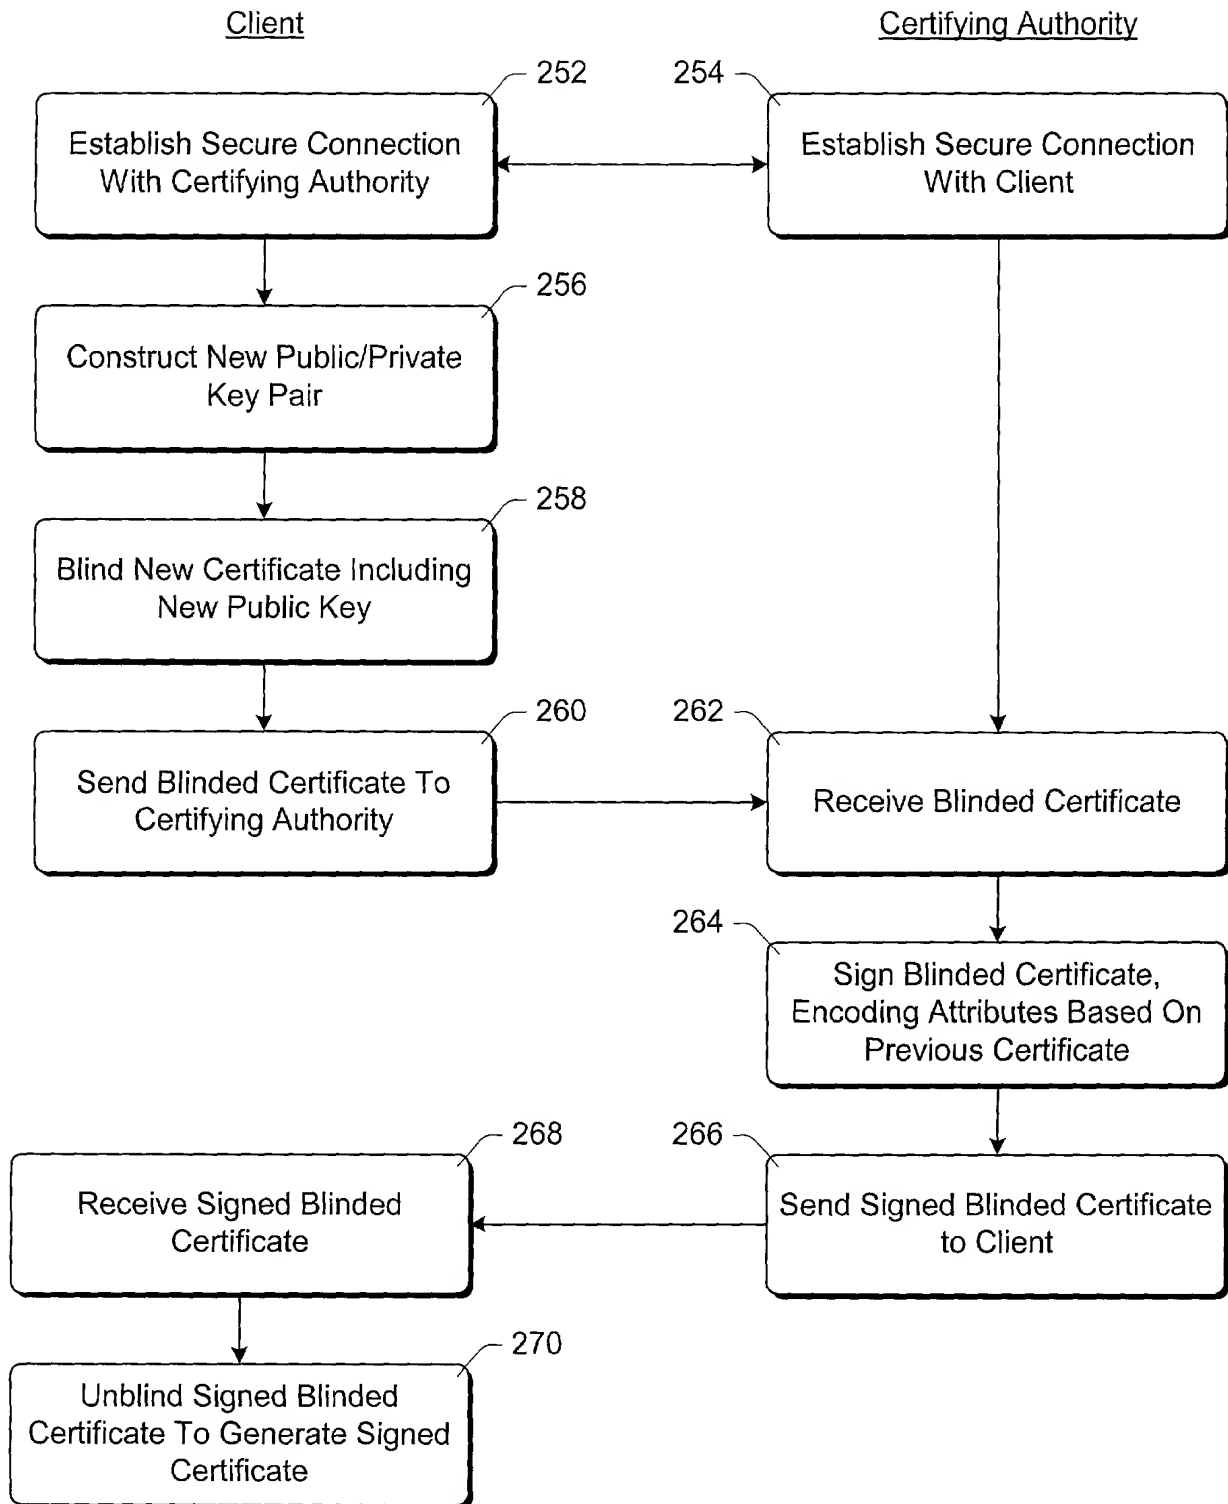 Client
Certifying Authority
252
254
Establish Secure Connection
With Certifying Authority
Establish Secure Connection
With Client
256
Construct New Public/Private
Key Pair
258
Blind New Certificate Including
New Public Key
260
262
Send Blinded Certificate To
Certifying Authority
Receive Blinded Certificate
264
Sign Blinded Certificate,
Encoding Attributes Based On
Previous Certificate
268
266
Receive Signed Blinded
Certificate
Send Signed Blinded Certificate
to Client
270
Unblind Signed Blinded
Certificate To Generate Signed
Certificate